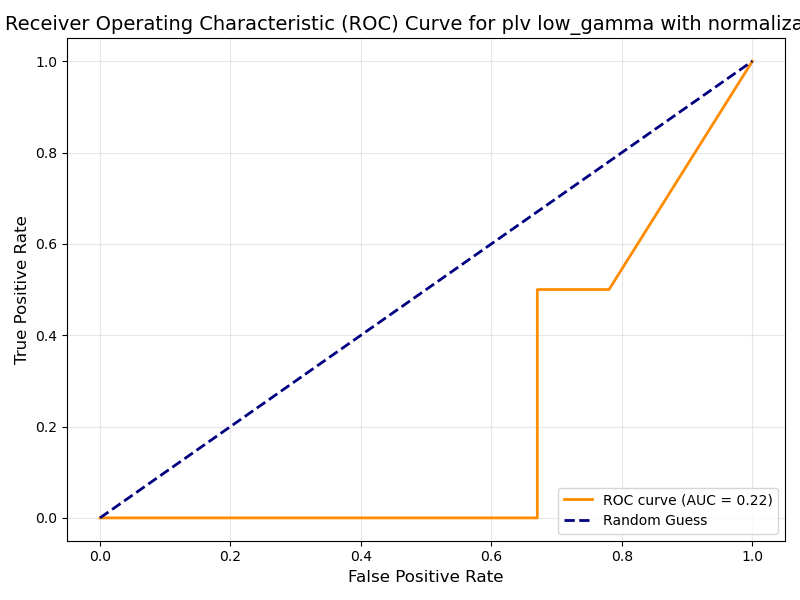 Receiver Operating Characteristic (ROC) Curve for plv low_gamma with normaliza
1.0
0.8
0.6
0.4
0.2
0.0
True Positive Rate
0.0 0.2 0.4 0.6 0.8 1.0
False Positive Rate
ROC curve (AUC = 0.22)
Random Guess